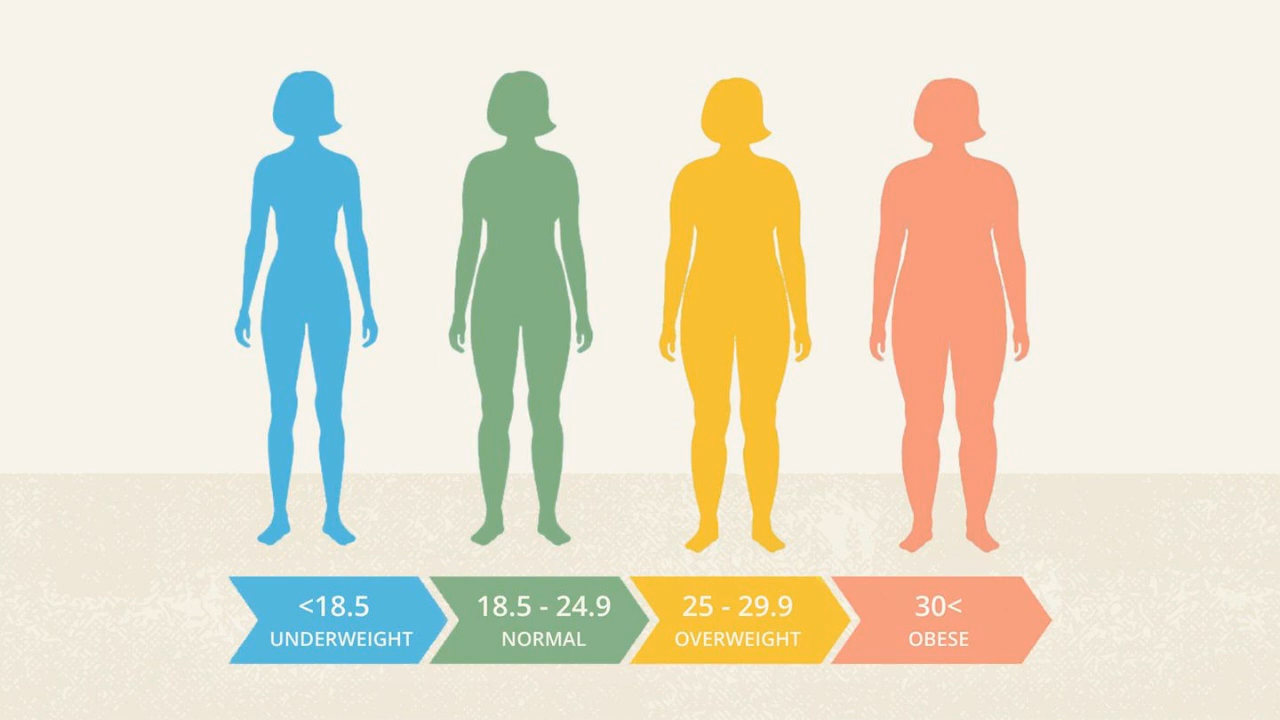 <18.5
UNDERWEIGHT
18.5 - 24.9
NORMAL
25 - 29.9
OVERWEIGHT
30<
OBESE